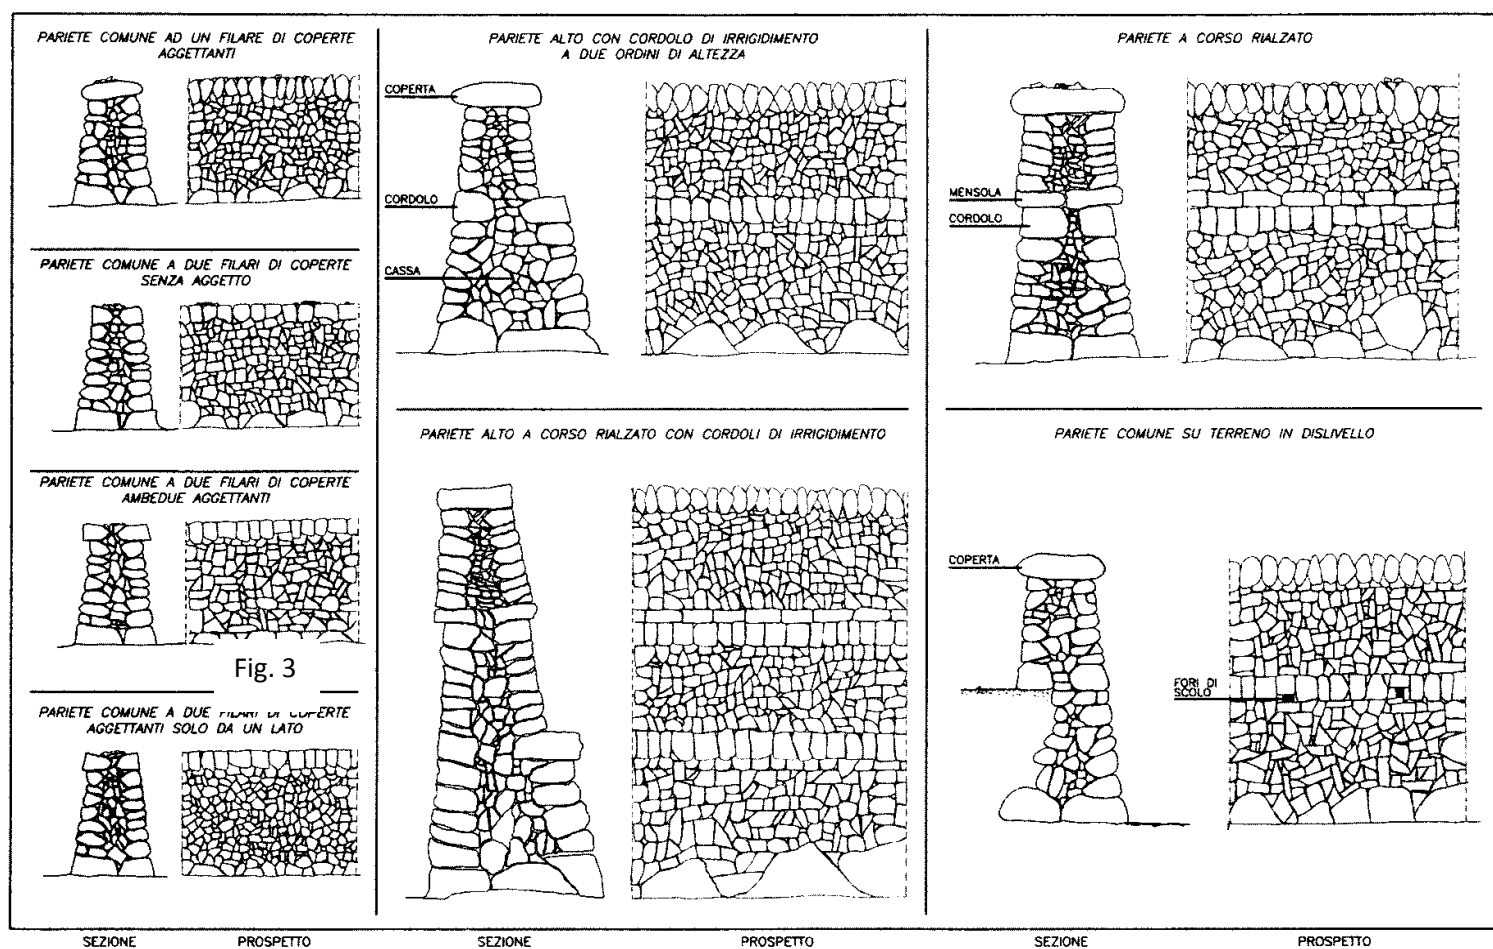 PARIETE COMUNE AD UN FILARE DI COPERTE
AGGETTANTI
PARIETE COMUNE A DUE FILARI DI COPERTE
SENZA AGGETTO
PARIETE COMUNE A DUE FILARI DI COPERTE
AMBEDUE AGGETTANTI
Fig. 3
PARIETE COMUNE A DUE FILARI DI COPERTE
AGGETTANTI SOLO DA UN LATO
SEZIONE
PROSPETTO
PARIETE ALTO CON CORDOLO DI IRRIGIDIMENTO
A DUE ORDINI DI ALTEZZA
COPERTA
CORDOLO
CASSA
PARIETE ALTO A CORSO RIALZATO CON CORDOLI DI IRRIGIDIMENTO
SEZIONE
PROSPETTO
PARIETE A CORSO RIALZATO
MENSOLA
CORDOLO
PARIETE COMUNE SU TERRENO IN DISLIVELLO
COPERTA
FORI DI
SCOLO
SEZIONE
PROSPETTO